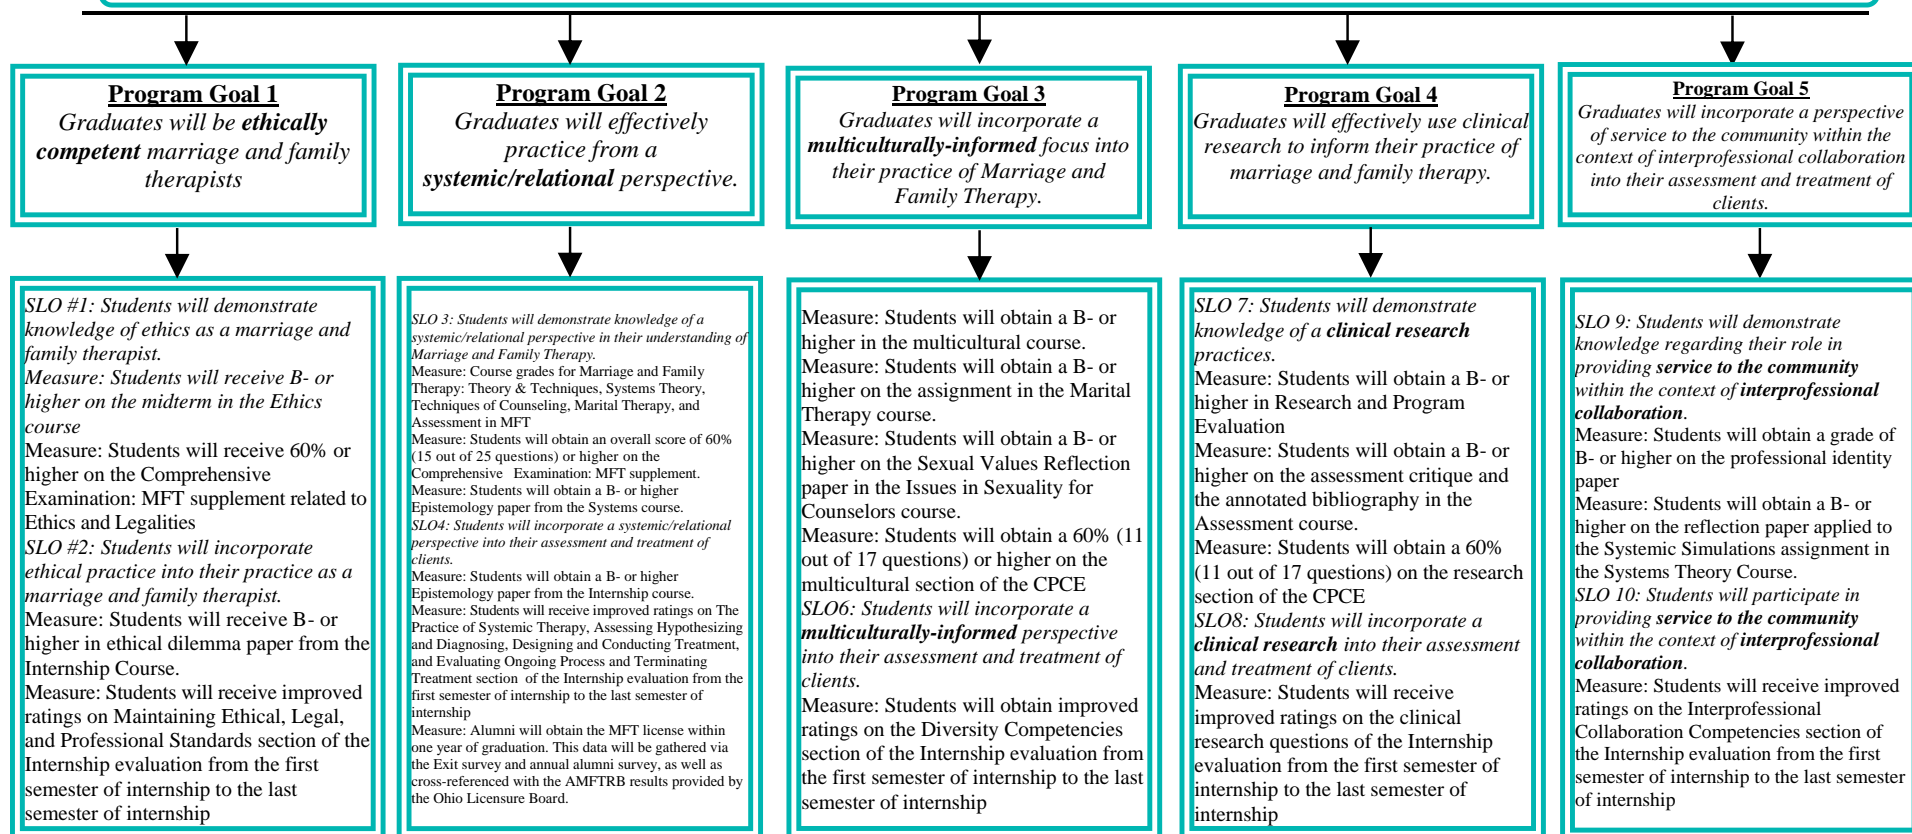 Program Goal 1
Graduates will be ethically
competent marriage and family
therapists
Program Goal 2
Graduates will effectively
practice from a
systemic/relational perspective.
Program Goal 3
Graduates will incorporate a
multiculturally-informed focus into
their practice of Marriage and
Family Therapy.
Program Goal 4
Graduates will effectively use clinical
research to inform their practice of
marriage and family therapy.
Program Goal 5
Graduates will incorporate a perspective
of service to the community within the
context of interprofessional collaboration
into their assessment and treatment of
clients.
SLO #1: Students will demonstrate
knowledge of ethics as a marriage and
family therapist.
Measure: Students will receive B- or
higher on the midterm in the Ethics
course
Measure: Students will receive 60% or
higher on the Comprehensive
Examination: MFT supplement related to
Ethics and Legalities
SLO #2: Students will incorporate
ethical practice into their practice as a
marriage and family therapist.
Measure: Students will receive B- or
higher in ethical dilemma paper from the
Internship Course.
Measure: Students will receive improved
ratings on Maintaining Ethical, Legal,
and Professional Standards section of the
Internship evaluation from the first
semester of internship to the last
semester of internship
SLO 3: Students will demonstrate knowledge of a
systemic/relational perspective in their understanding of
Marriage and Family Therapy.
Measure: Course grades for Marriage and Family
Therapy: Theory & Techniques, Systems Theory,
Techniques of Counseling, Marital Therapy, and
Assessment in MFT
Measure: Students will obtain an overall score of 60%
(15 out of 25 questions) or higher on the
Comprehensive Examination: MFT supplement.
Measure: Students will obtain a B- or higher
Epistemology paper from the Systems course.
SLO4: Students will incorporate a systemic/relational
perspective into their assessment and treatment of
clients.
Measure: Students will obtain a B- or higher
Epistemology paper from the Internship course.
Measure: Students will receive improved ratings on The
Practice of Systemic Therapy, Assessing Hypothesizing
and Diagnosing, Designing and Conducting Treatment,
and Evaluating Ongoing Process and Terminating
Treatment section of the Internship evaluation from the
first semester of internship to the last semester of
internship
Measure: Alumni will obtain the MFT license within
one year of graduation. This data will be gathered via
the Exit survey and annual alumni survey, as well as
cross-referenced with the AMFTRB results provided by
the Ohio Licensure Board.
Measure: Students will obtain a B- or
higher in the multicultural course.
Measure: Students will obtain a B- or
higher on the assignment in the Marital
Therapy course.
Measure: Students will obtain a B- or
higher on the Sexual Values Reflection
paper in the Issues in Sexuality for
Counselors course.
Measure: Students will obtain a 60% (11
out of 17 questions) or higher on the
multicultural section of the CPCE
SLO6: Students will incorporate a
multiculturally-informed perspective
into their assessment and treatment of
clients.
Measure: Students will obtain improved
ratings on the Diversity Competencies
section of the Internship evaluation from
the first semester of internship to the last
semester of internship
SLO 7: Students will demonstrate
knowledge of a clinical research
practices.
Measure: Students will obtain a B- or
higher in Research and Program
Evaluation
Measure: Students will obtain a B- or
higher on the assessment critique and
the annotated bibliography in the
Assessment course.
Measure: Students will obtain a 60%
(11 out of 17 questions) on the research
section of the CPCE
SLO8: Students will incorporate a
clinical research into their assessment
and treatment of clients.
Measure: Students will receive
improved ratings on the clinical
research questions of the Internship
evaluation from the first semester of
internship to the last semester of
internship
SLO 9: Students will demonstrate
knowledge regarding their role in
providing service to the community
within the context of interprofessional
collaboration.
Measure: Students will obtain a grade of
B- or higher on the professional identity
paper
Measure: Students will obtain a B- or
higher on the reflection paper applied to
the Systemic Simulations assignment in
the Systems Theory Course.
SLO 10: Students will participate in
providing service to the community
within the context of interprofessional
collaboration.
Measure: Students will receive improved
ratings on the Interprofessional
Collaboration Competencies section of
the Internship evaluation from the first
semester of internship to the last semester
of internship